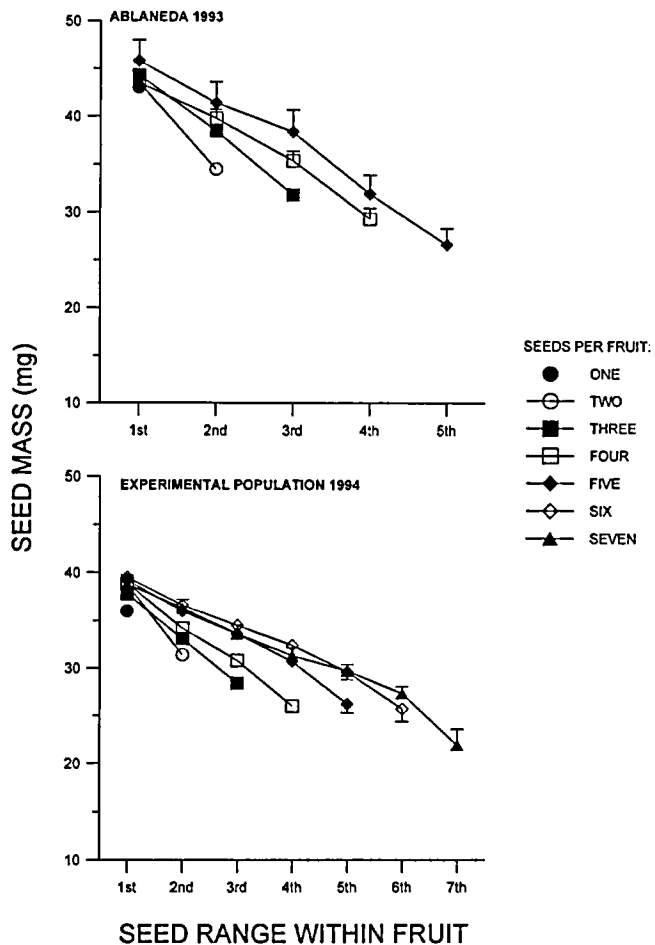 ABLANEDA 1993
50
40
30
20
10
1st 2nd 3rd 4th 5th
SEED MASS (mg)
SEEDS PER FRUIT:
ONE
TWO
THREE
FOUR
FIVE
SIX
SEVEN
EXPERIMENTAL POPULATION 1994
50
40
30
20
10
1st 2nd 3rd 4th 5th 6th 7th
SEED RANGE WITHIN FRUIT